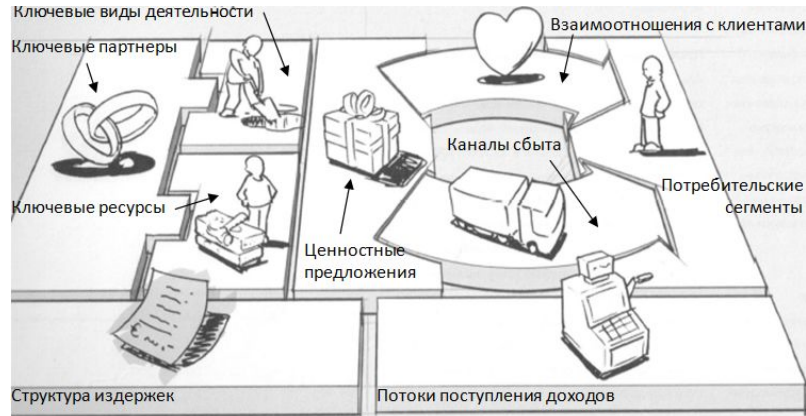 Ключевые виды деятельности
Ключевые партнеры
Взаимоотношения с клиентами
Каналы сбыта
Потребительские
сегменты
Ключевые ресурсы
Ценностные
предложения
Структура издержек
Потоки поступления доходов